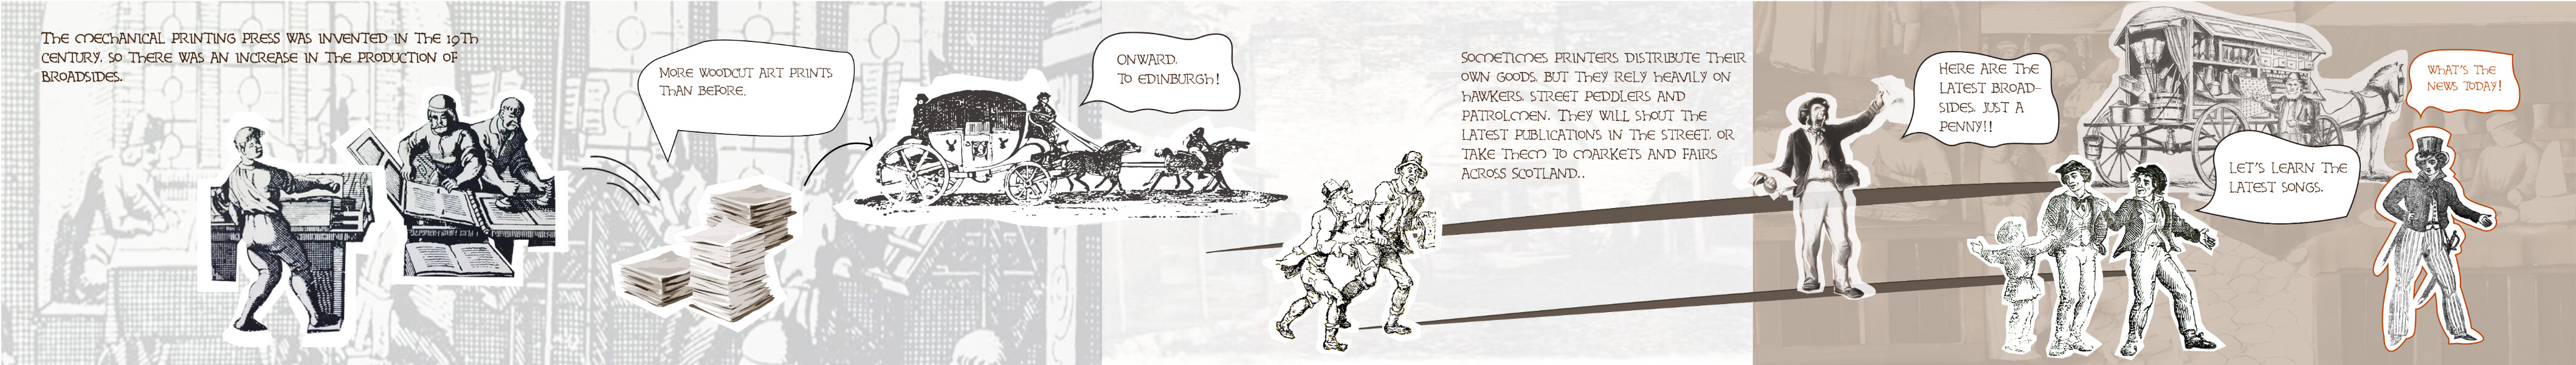 The mechanical printing press was invented in the 19th
century, so there was an increase in the production of
broadsides.
More woodcut art prints
than before.
Onward,
to Edinburgh!
Sometimes printers distribute their
own goods, but they rely heavily on
hawkers, street peddlers and
patrolmen. They will shout the
latest publications in the street, or
take them to markets and fairs
across Scotland..
Here are the
latest broad-
sides, just a
penny!!
Let's learn the
latest songs.
What's the
news today!